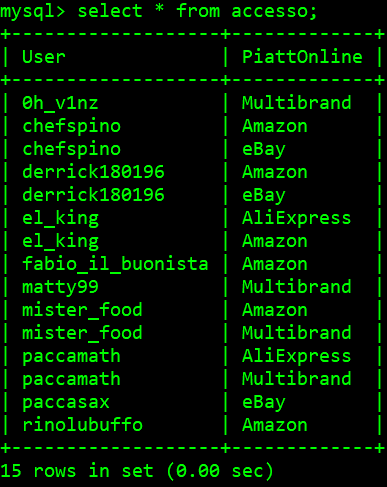 mysql> select * from accesso;
+------------------+-------------+
| User             | PiattOnline |
+------------------+-------------+
| 0h_v1nz          | Multibrand  |
| chefspino        | Amazon      |
| chefspino        | eBay        |
| derrick180196    | Amazon      |
| derrick180196    | eBay        |
| el_king          | AliExpress  |
| el_king          | Amazon      |
| fabio_il_buonista | Amazon      |
| matty99          | Multibrand  |
| mister_food      | Amazon      |
| mister_food      | Multibrand  |
| paccamath        | AliExpress  |
| paccamath        | Multibrand  |
| paccasax         | eBay        |
| rinolubuffo      | Amazon      |
+------------------+-------------+
15 rows in set (0.00 sec)